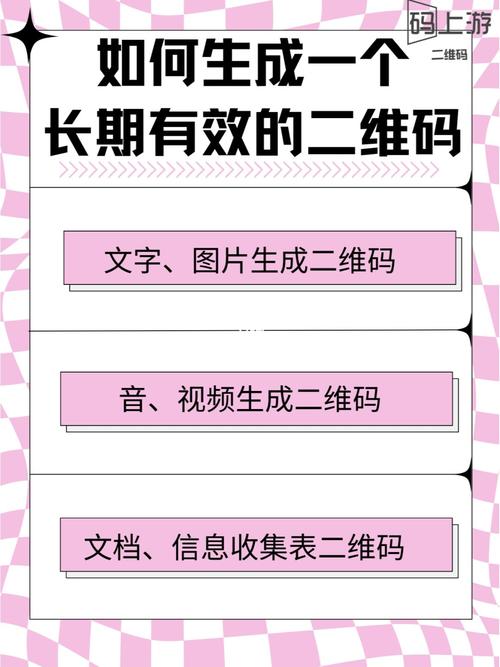 码上游
二维码
如何生成一个
长期有效的二维码
文字、图片生成二维码
音、视频生成二维码
文档、信息收集表二维码